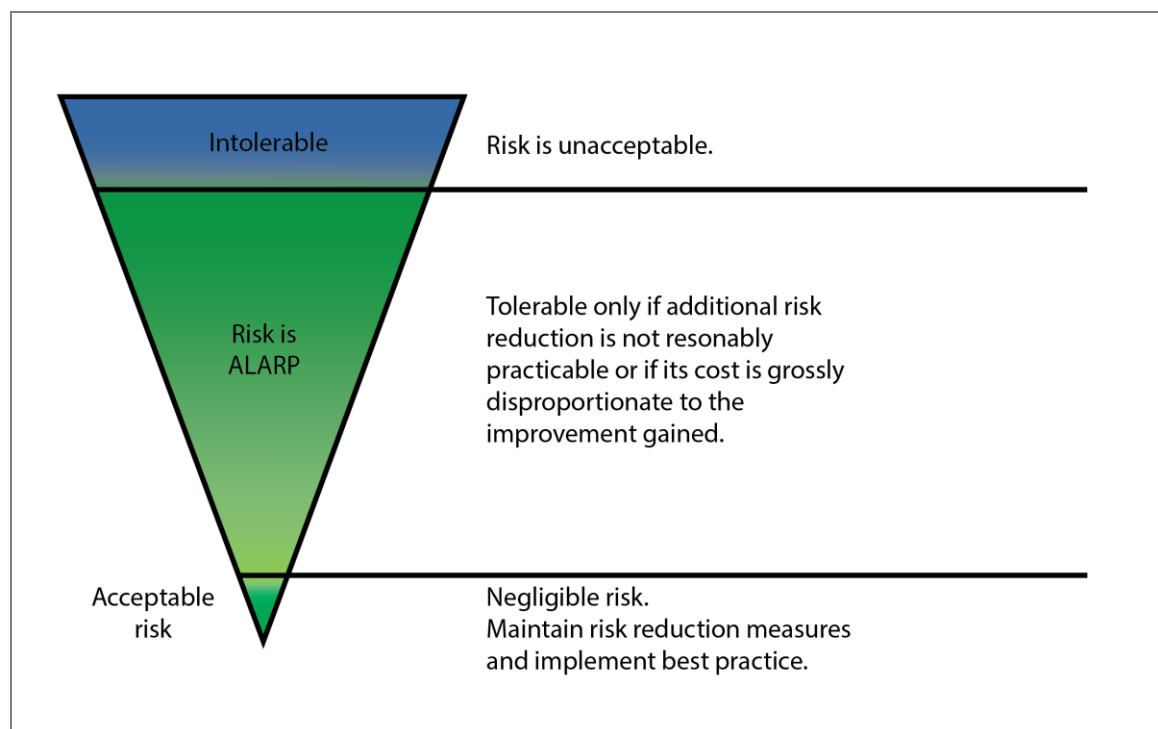 Intolerable
Risk is unacceptable.
Risk is
ALARP
Tolerable only if additional risk
reduction is not resonably
practicable or if its cost is grossly
disproportionate to the
improvement gained.
Acceptable
risk
Negligible risk.
Maintain risk reduction measures
and implement best practice.